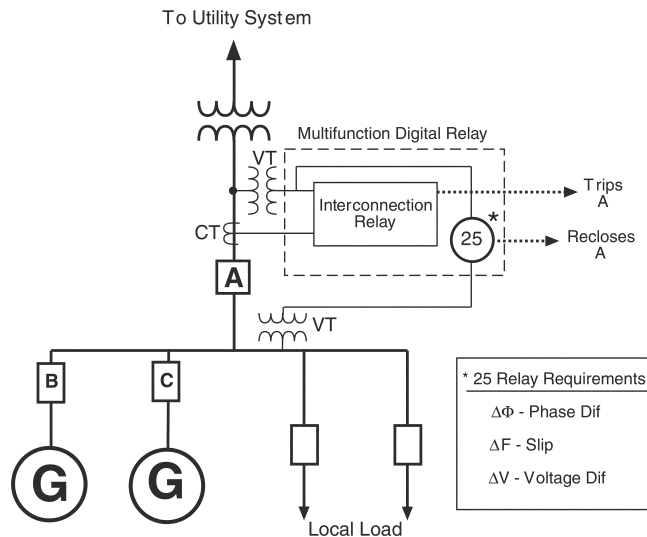 To Utility System
Multifunction Digital Relay
VT
Interconnection
Relay
Trips
A
*
CT
25
Recloses
A
A
VT
B
C
G
G
Local Load
* 25 Relay Requirements
ΔΦ - Phase Dif
ΔF - Slip
ΔV - Voltage Dif